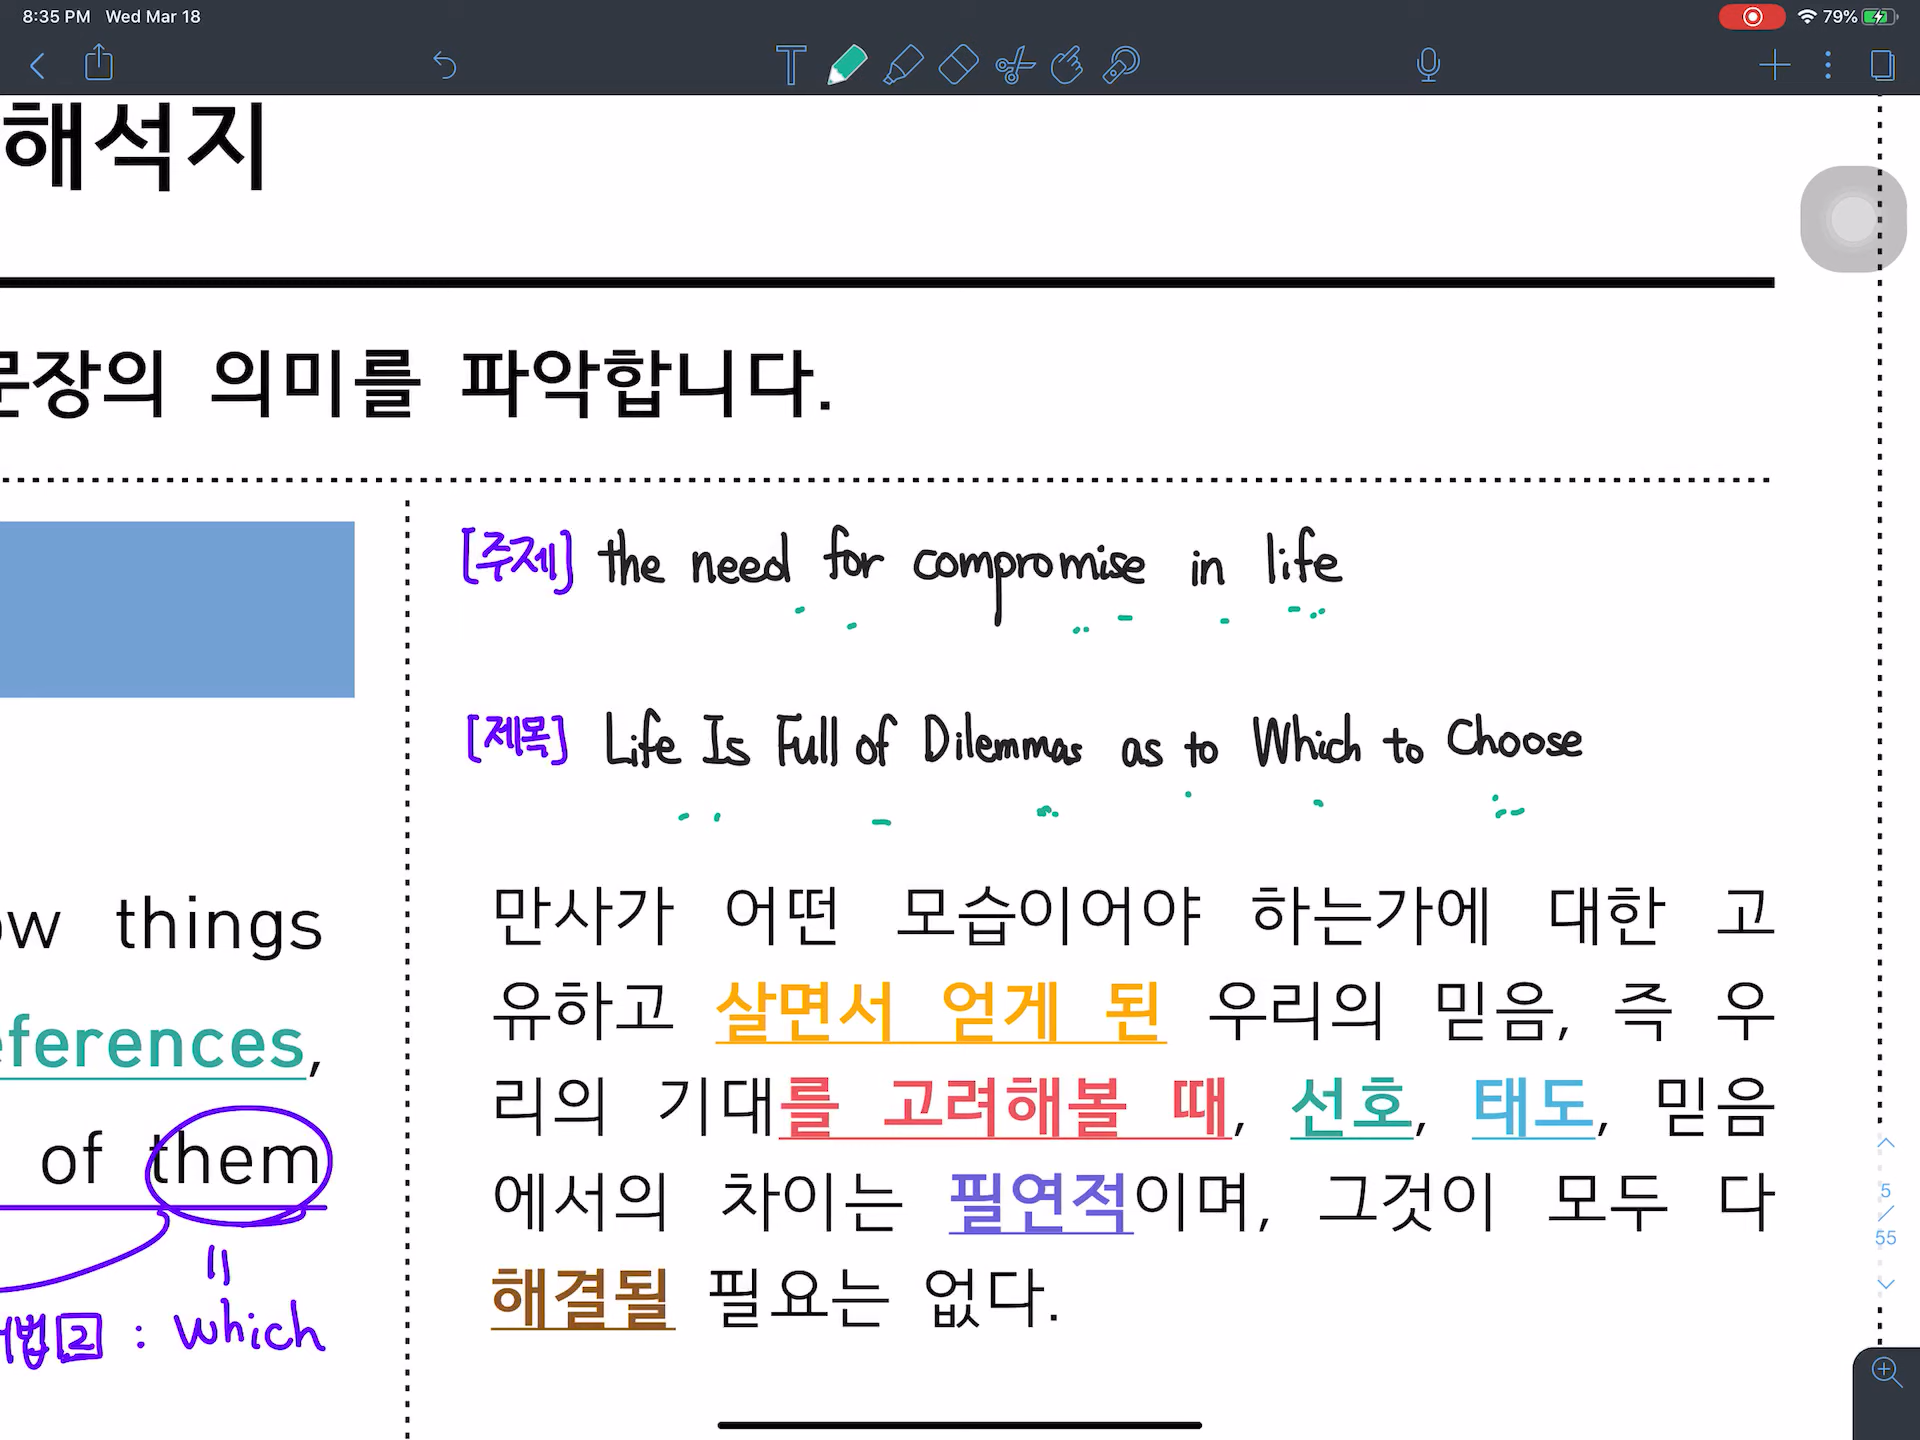 8:35 PM Wed Mar 18
79%
해석지
문장의 의미를 파악합니다.
[주제] the need for compromise in life
[제목] Life Is Full of Dilemmas as to Which to Choose
ow things
eferences,
of them
법2 : which
만사가 어떤 모습이어야 하는가에 대한 고
유하고 살면서 얻게 된 우리의 믿음, 즉 우
리의 기대를 고려해볼 때, 선호, 태도, 믿음
에서의 차이는 필연적이며, 그것이 모두 다
해결될 필요는 없다.
5
/
55